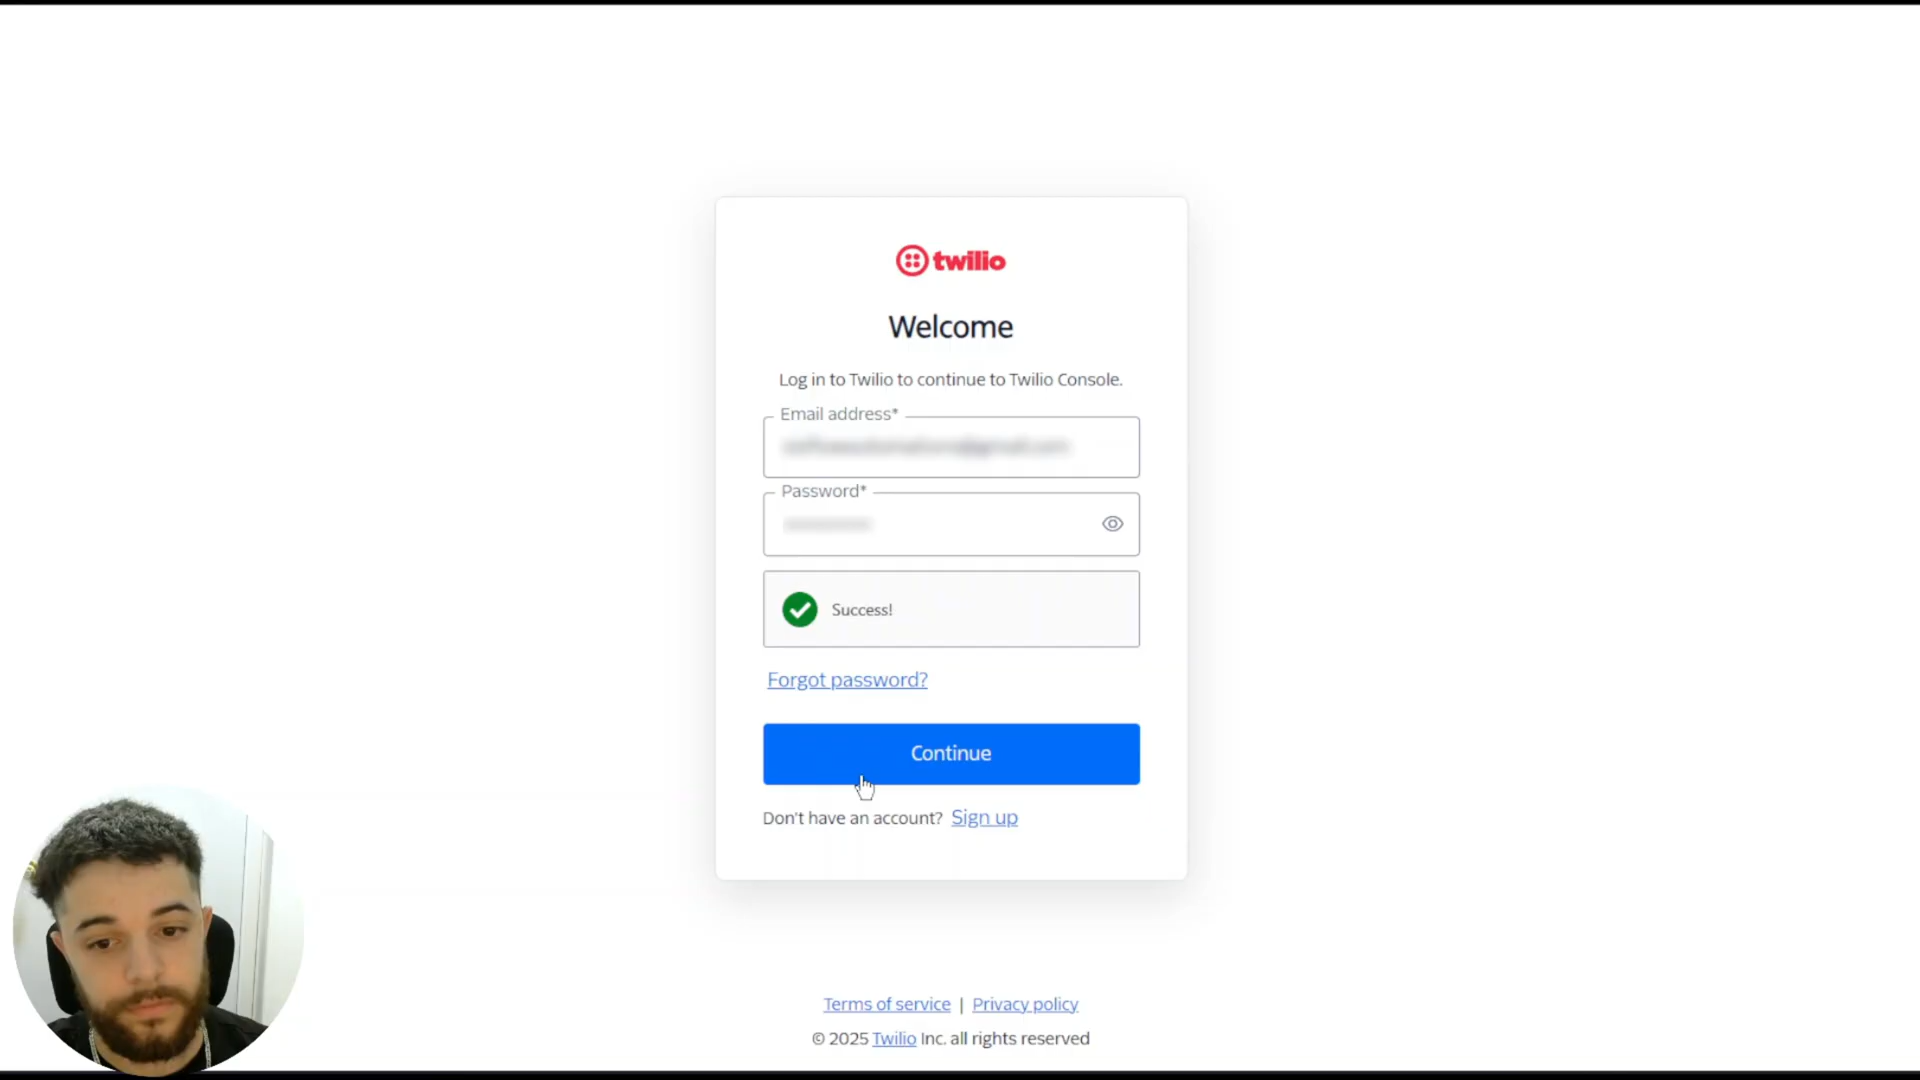 twilio
Welcome
Log in to Twilio to continue to Twilio Console.
Email address*
Password*
Success!
Forgot password?
Continue
Don't have an account? Sign up
Terms of service | Privacy policy
© 2025 Twilio Inc. all rights reserved